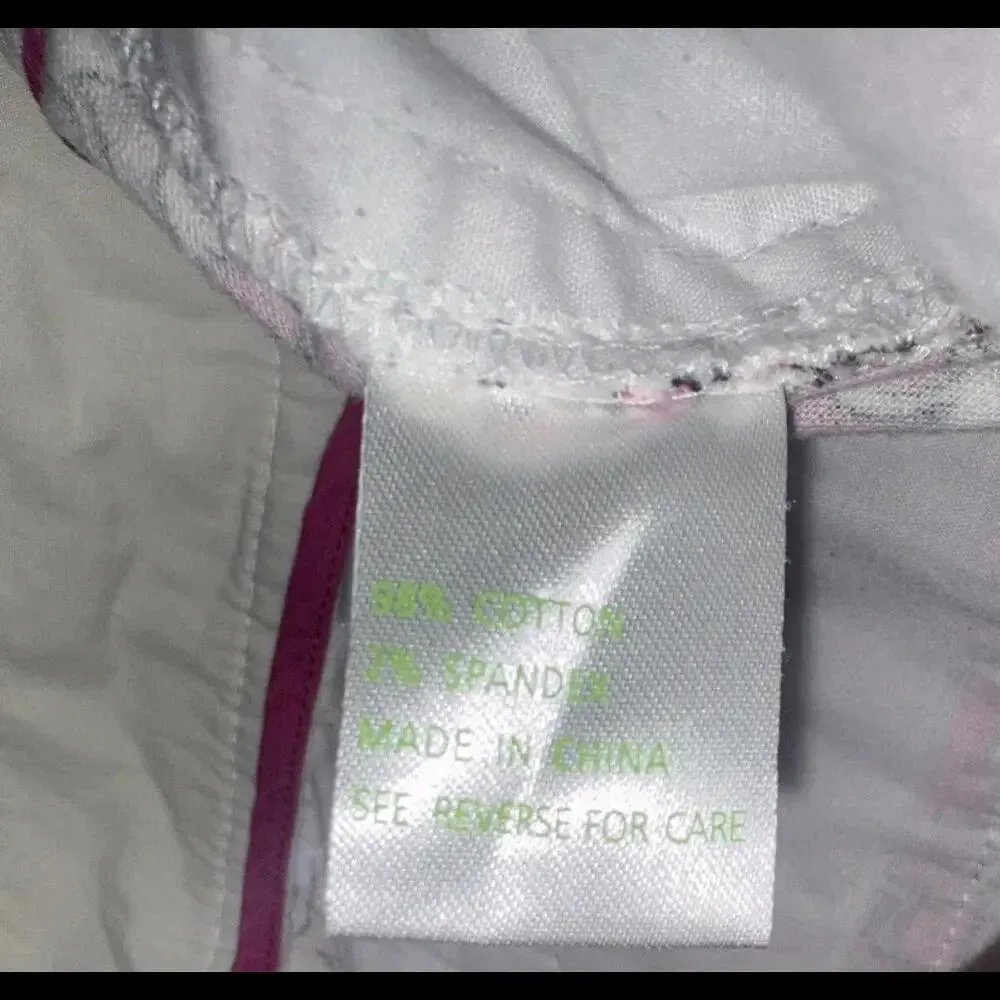 98% COTTON
2% SPANDEX
MADE IN CHINA
SEE REVERSE FOR CARE